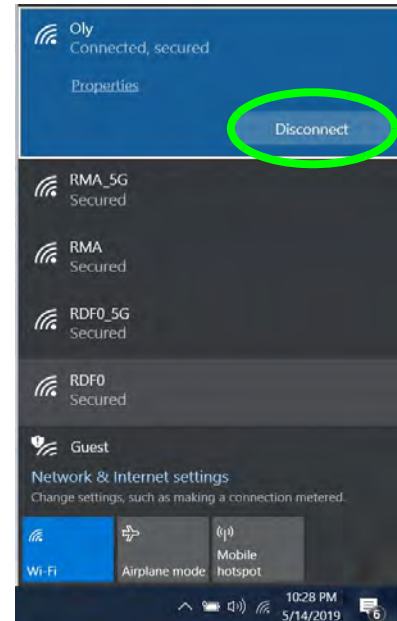 Oly
Connected, secured
Properties
Disconnect
RMA_5G
Secured
RMA
Secured
RDF0_5G
Secured
RDF0
Secured
Guest
Network & Internet settings
Change settings, such as making a connection metered.
Wi-Fi
Airplane mode
Mobile
hotspot
10:28 PM
5/14/2019
6